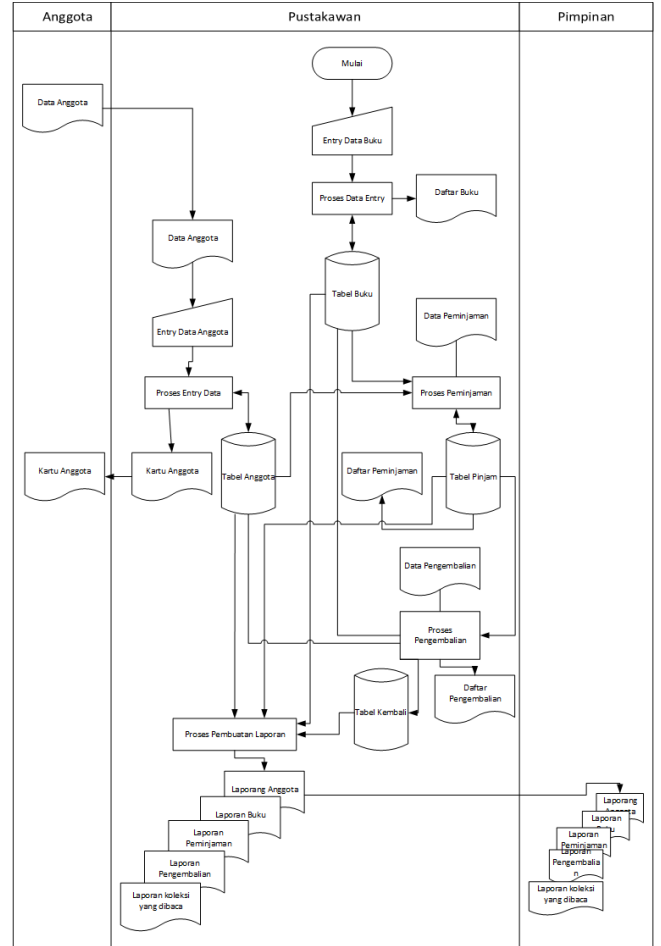 Anggota
Pustakawan
Pimpinan
Mulai
Data Anggota
Entry Data Buku
Proses Data Entry
Daftar Buku
Data Anggota
Tabel Buku
Data Peminjaman
Entry Data Anggota
Proses Entry Data
Proses Peminjaman
Kartu Anggota
Kartu Anggota
Tabel Anggota
Daftar Peminjaman
Tabel Pinjam
Data Pengembalian
Proses
Pengembalian
Daftar
Pengembalian
Tabel Kembali
Proses Pembuatan Laporan
Laporang Anggota
Laporan Buku
Laporan
Peminjaman
Laporan
Pengembalian
Laporan koleksi
yang dibaca
Laporang
Anggota
Laporan
Buku
Laporan
Peminjaman
Laporan
Pengembalia
n
Laporan koleksi
yang dibaca